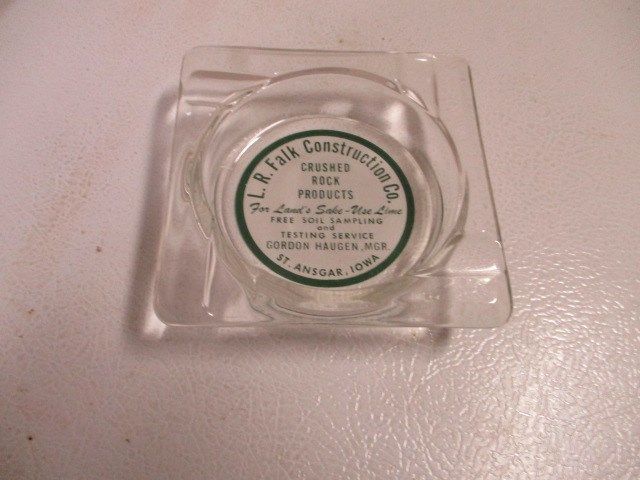 L. R. Falk Construction Co.
CRUSHED
ROCK
PRODUCTS
For Land's Sake - Use Lime
FREE SOIL SAMPLING
and
TESTING SERVICE
GORDON HAUGEN, MGR.
ST. ANSGAR, IOWA